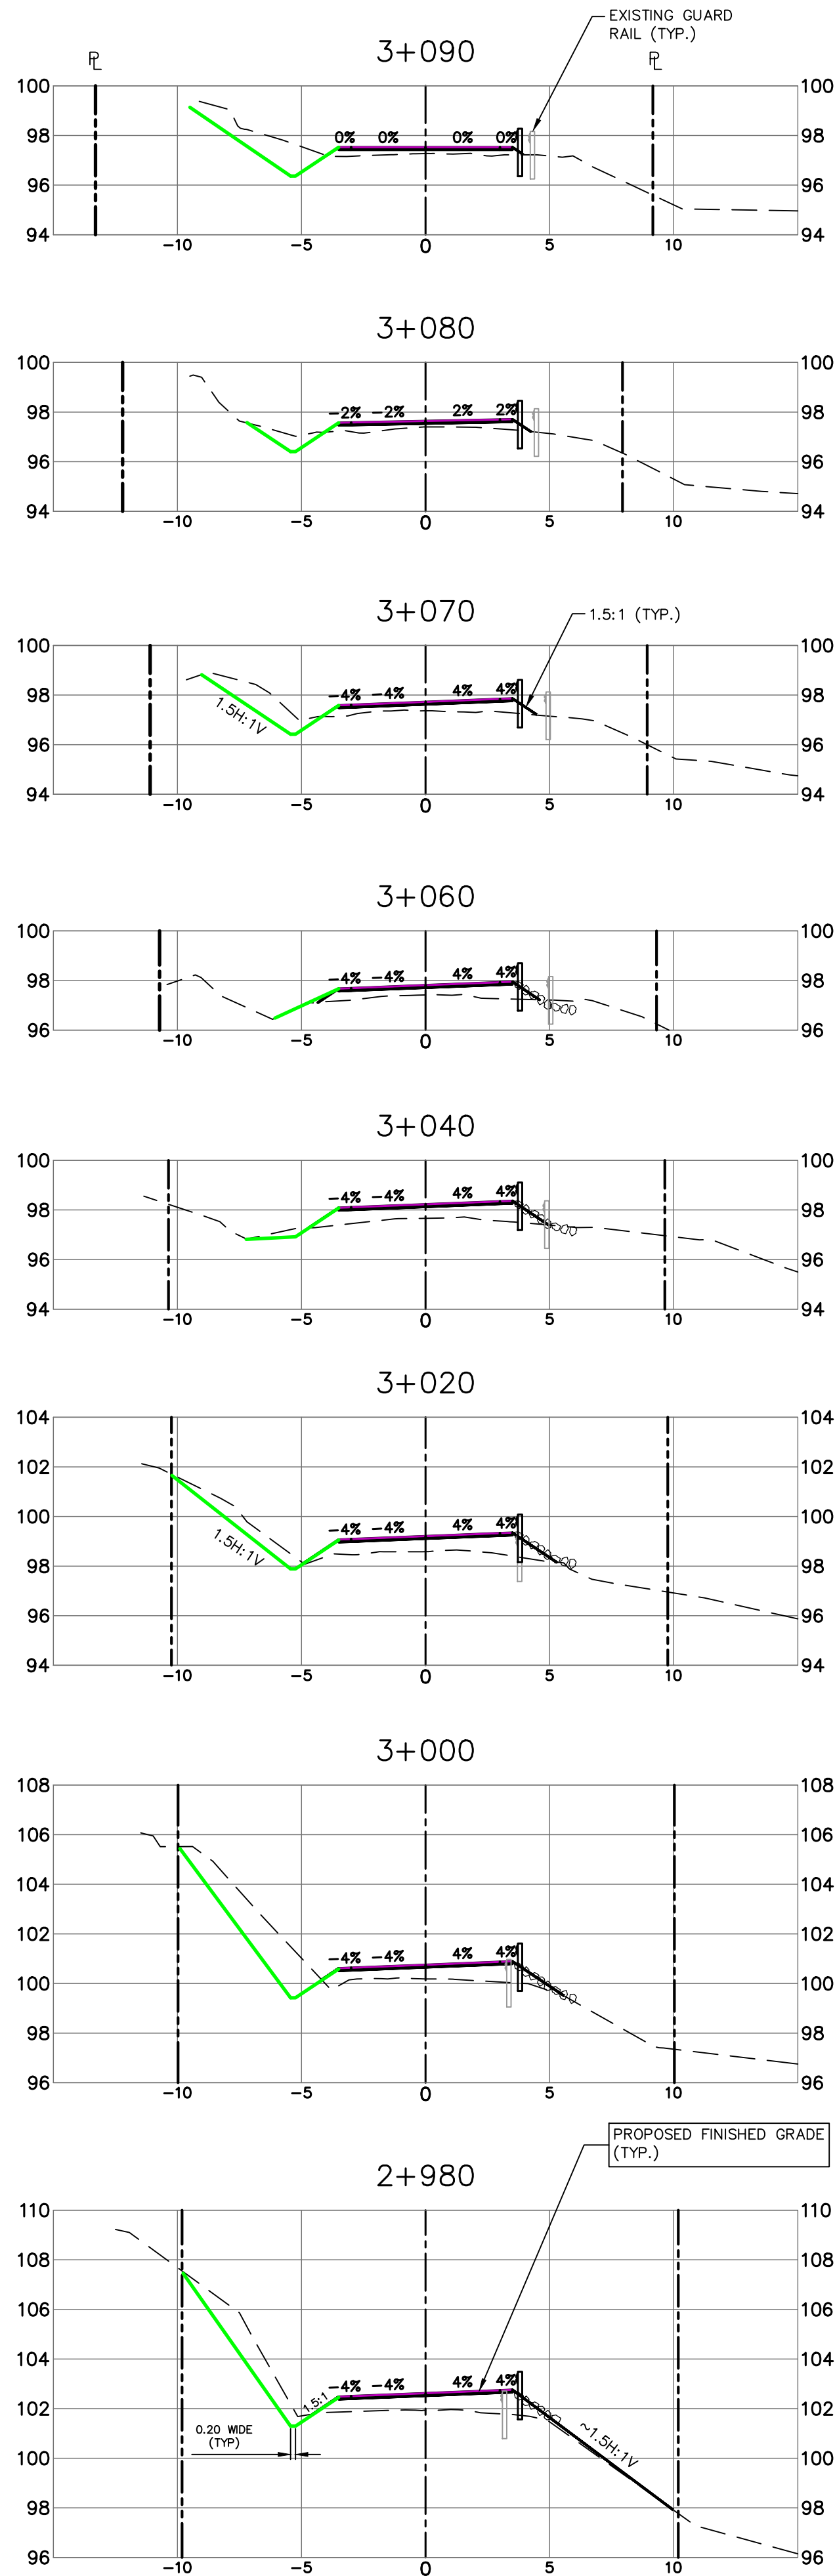 EXISTING GUARD
RAIL (TYP.)
3+090
PL PL
100 100
98 0% 0% 0% 0% 98
96 96
94 94
-10 -5 0 5 10
3+080
100 100
98 -2% -2% 2% 2% 98
96 96
94 94
-10 -5 0 5 10
3+070
1.5:1 (TYP.)
100 100
98 -4% -4% 4% 4% 98
1.5H:1V
96 96
94 94
-10 -5 0 5 10
3+060
100 100
98 -4% -4% 4% 4% 98
96 96
-10 -5 0 5 10
3+040
100 100
98 -4% -4% 4% 4% 98
96 96
94 94
-10 -5 0 5 10
3+020
104 104
102 102
100 100
-4% -4% 4% 4%
1.5H:1V
98 98
96 96
94 94
-10 -5 0 5 10
3+000
108 108
106 106
104 104
102 102
-4% -4% 4% 4%
100 100
98 98
96 96
-10 -5 0 5 10
PROPOSED FINISHED GRADE
(TYP.)
2+980
110 110
108 108
106 106
104 104
-4% -4% 4% 4%
1.5:1
102 102
0.20 WIDE
(TYP)
~1.5H:1V
100 100
98 98
96 96
-10 -5 0 5 10